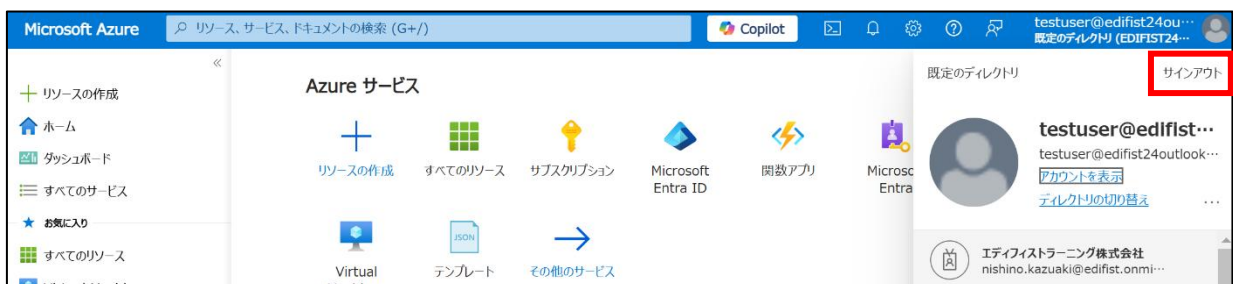 Microsoft Azure
リソース、サービス、ドキュメントの検索 (G+/)
Copilot
testuser@edifist24ou…
既定のディレクトリ (EDIFIST24…
リソースの作成
ホーム
ダッシュボード
すべてのサービス
お気に入り
すべてのリソース
Azure サービス
リソースの作成
すべてのリソース
サブスクリプション
Microsoft
Entra ID
関数アプリ
Microsc
Entra
Virtual
JSON
テンプレート
その他のサービス
既定のディレクトリ
サインアウト
testuser@edifist…
testuser@edifist24outlook…
アカウントを表示
ディレクトリの切り替え
…
エディフィストラーニング株式会社
nishino.kazuaki@edifist.onmi…